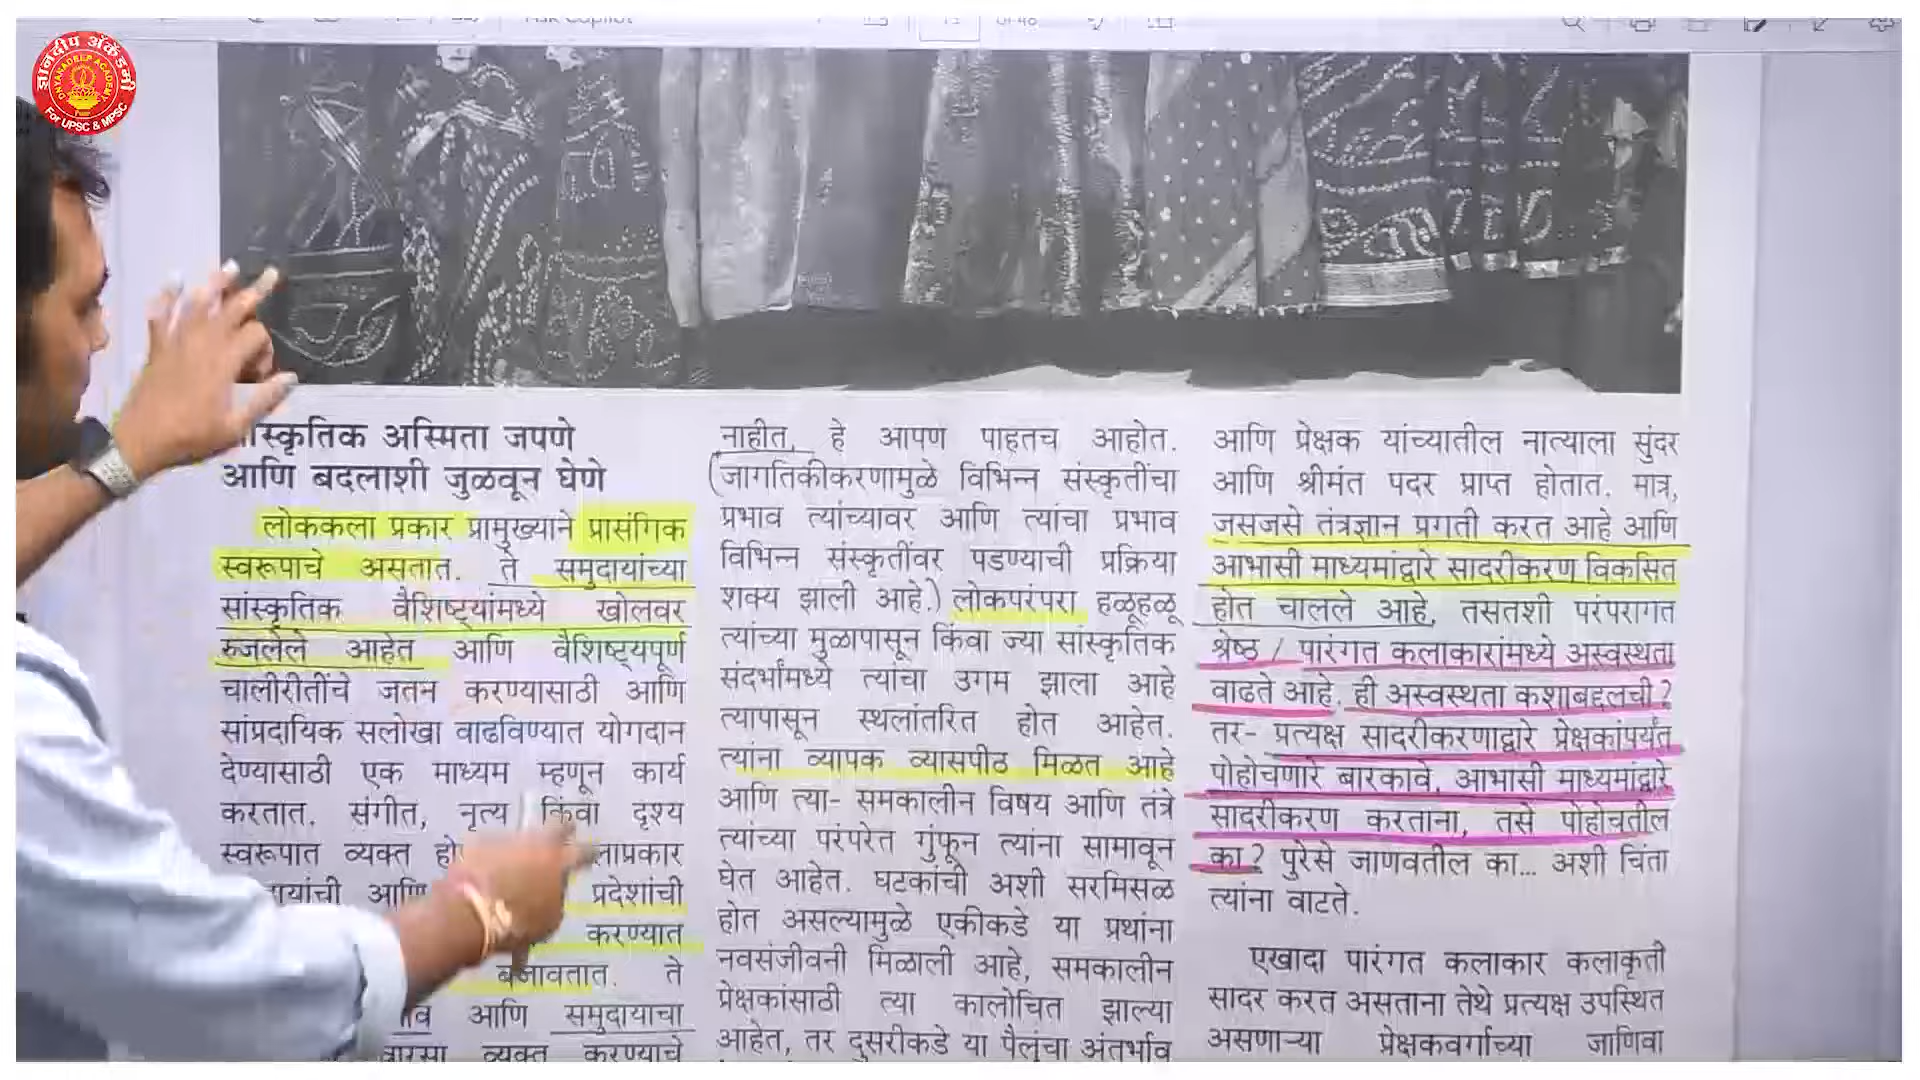 ज्ञानदीप अ‍ॅकॅडमी
DNYANADEEP ACADEMY
For UPSC & MPSC
सांस्कृतिक अस्मिता जपणे
आणि बदलाशी जुळवून घेणे
लोककला प्रकार प्रामुख्याने प्रासंगिक
स्वरूपाचे असतात. ते समुदायांच्या
सांस्कृतिक वैशिष्ट्यांमध्ये खोलवर
रुजलेले आहेत आणि वैशिष्ट्यपूर्ण
चालीरीतींचे जतन करण्यासाठी आणि
सांप्रदायिक सलोखा वाढविण्यात योगदान
देण्यासाठी एक माध्यम म्हणून कार्य
करतात. संगीत, नृत्य किंवा दृश्य
स्वरूपात व्यक्त
आणि प्रदेशांची
करण्यात
बजावतात. ते
आणि समुदायाचा
वारसा व्यक्त करण्याचे
नाहीत, हे आपण पाहतच आहोत.
(जागतिकीकरणामुळे विभिन्न संस्कृतींचा
प्रभाव त्यांच्यावर आणि त्यांचा प्रभाव
विभिन्न संस्कृतींवर पडण्याची प्रक्रिया
शक्य झाली आहे.) लोकपरंपरा हळूहळू
त्यांच्या मुळापासून किंवा ज्या सांस्कृतिक
संदर्भांमध्ये त्यांचा उगम झाला आहे
त्यापासून स्थलांतरित होत आहेत.
त्यांना व्यापक व्यासपीठ मिळत आहे
आणि त्या- समकालीन विषय आणि तंत्रे
त्यांच्या परंपरेत गुंफून त्यांना सामावून
घेत आहेत. घटकांची अशी सरमिसळ
होत असल्यामुळे एकीकडे या प्रथांना
नवसंजीवनी मिळाली आहे, समकालीन
प्रेक्षकांसाठी त्या कालोचित झाल्या
आहेत, तर दुसरीकडे या पैलूंचा अंतर्भाव
आणि प्रेक्षक यांच्यातील नात्याला सुंदर
आणि श्रीमंत पदर प्राप्त होतात. मात्र,
जसजसे तंत्रज्ञान प्रगती करत आहे आणि
आभासी माध्यमांद्वारे सादरीकरण विकसित
होत चालले आहे, तसतशी परंपरागत
श्रेष्ठ / पारंगत कलाकारांमध्ये अस्वस्थता
वाढते आहे. ही अस्वस्थता कशाबद्दलची?
तर- प्रत्यक्ष सादरीकरणाद्वारे प्रेक्षकांपर्यंत
पोहोचणारे बारकावे, आभासी माध्यमांद्वारे
सादरीकरण करताना, तसे पोहोचतील
का? पुरेसे जाणवतील का... अशी चिंता
त्यांना वाटते.
एखादा पारंगत कलाकार कलाकृती
सादर करत असताना तेथे प्रत्यक्ष उपस्थित
असणाऱ्या प्रेक्षकवर्गाच्या जाणिवा